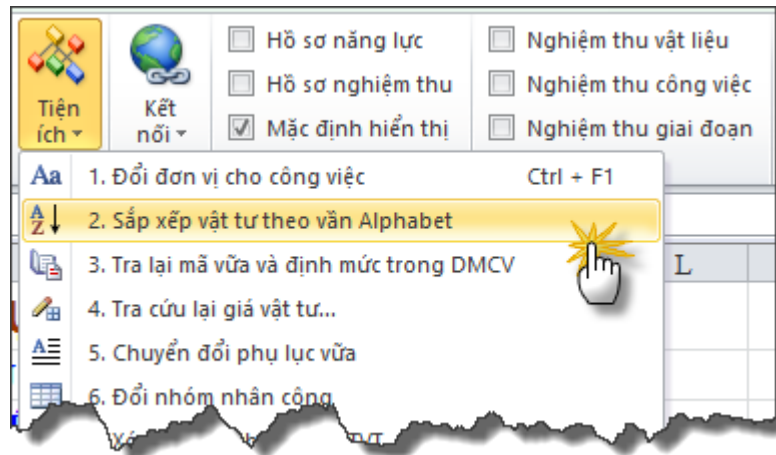 Tiện ích
Kết nối
Hồ sơ năng lực
Hồ sơ nghiệm thu
Mặc định hiển thị
Nghiệm thu vật liệu
Nghiệm thu công việc
Nghiệm thu giai đoạn
Aa 1. Đổi đơn vị cho công việc Ctrl + F1
2. Sắp xếp vật tư theo vần Alphabet
3. Tra lại mã vữa và định mức trong DMCV
4. Tra cứu lại giá vật tư...
5. Chuyển đổi phụ lục vữa
6. Đổi nhóm nhân công
L